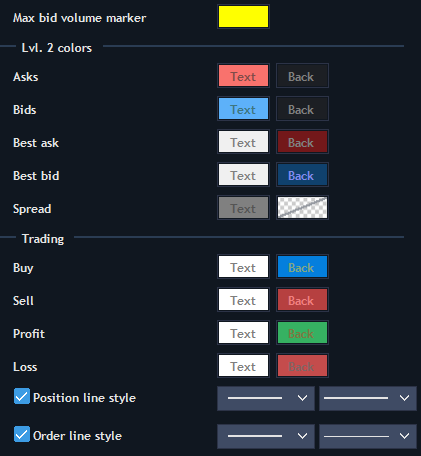 Max bid volume marker
Lvl. 2 colors
Asks Text Back
Bids Text Back
Best ask Text Back
Best bid Text Back
Spread Text
Trading
Buy Text Back
Sell Text Back
Profit Text Back
Loss Text Back
Position line style
Order line style